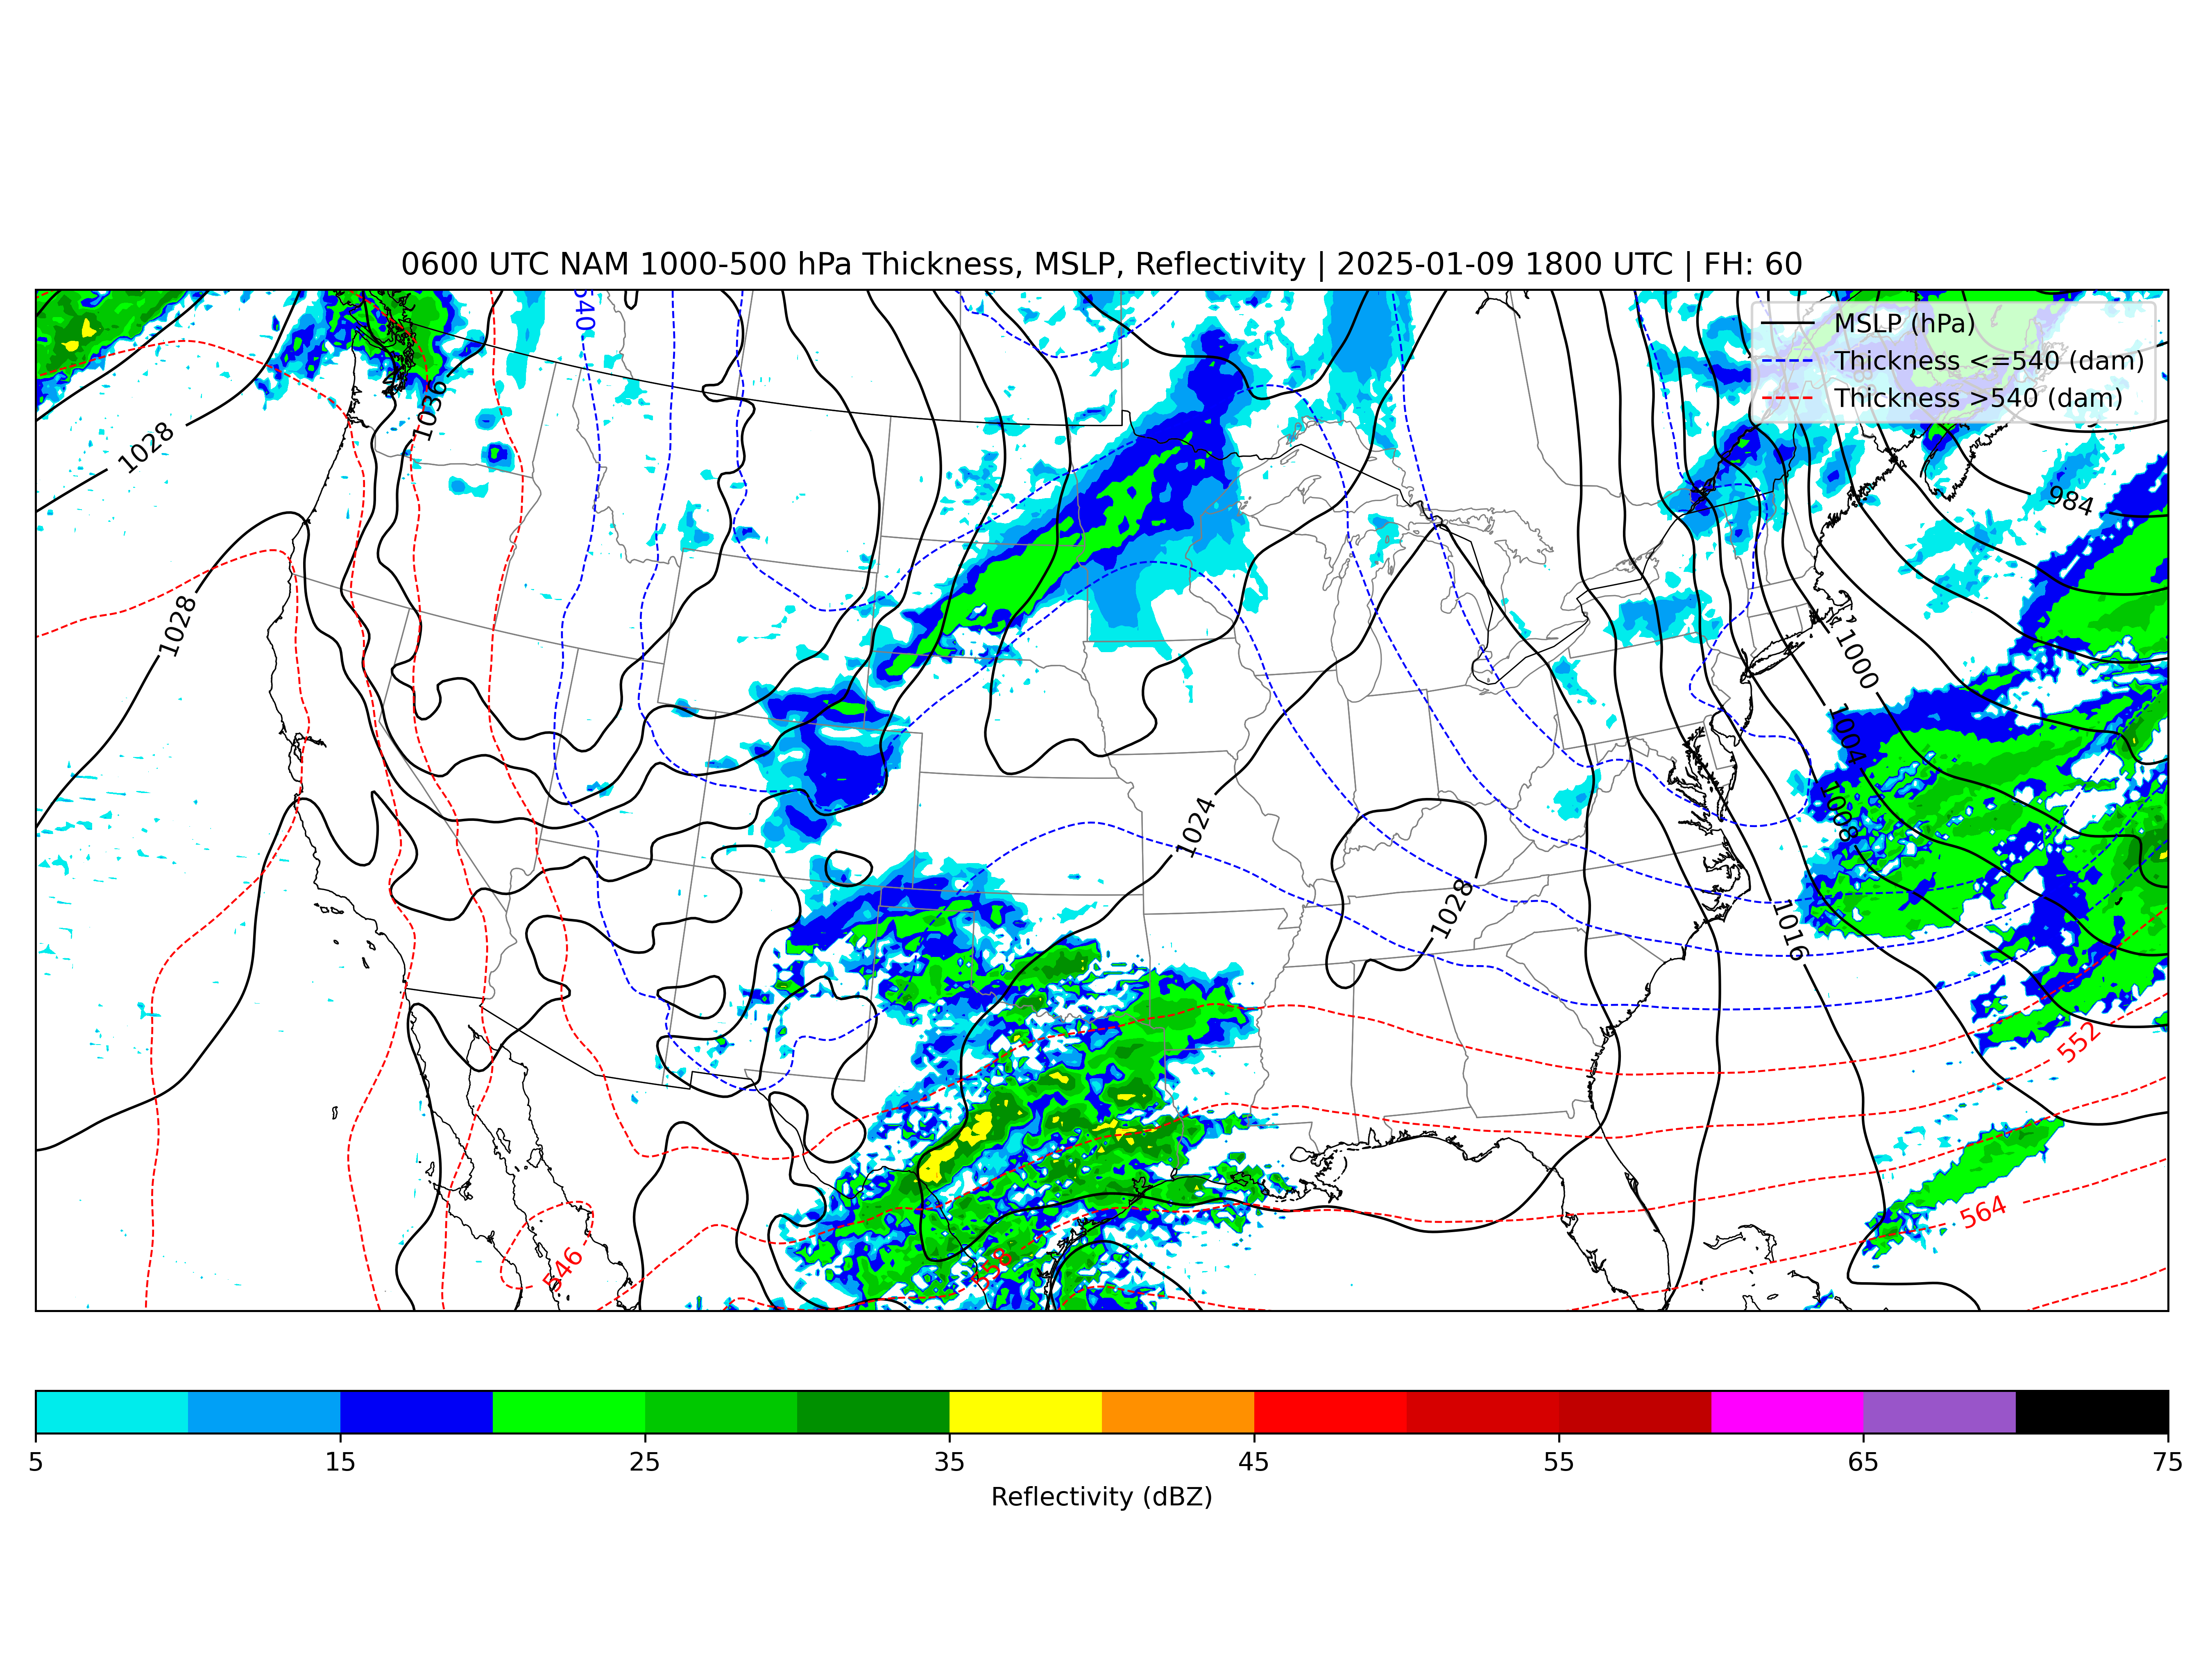 0600 UTC NAM 1000-500 hPa Thickness, MSLP, Reflectivity | 2025-01-09 1800 UTC | FH: 60
MSLP (hPa)
Thickness <=540 (dam)
Thickness >540 (dam)
540
1036
1028
984
1028
1000
1004
1008
1024
1028
1016
552
564
546
558
5 15 25 35 45 55 65 75
Reflectivity (dBZ)